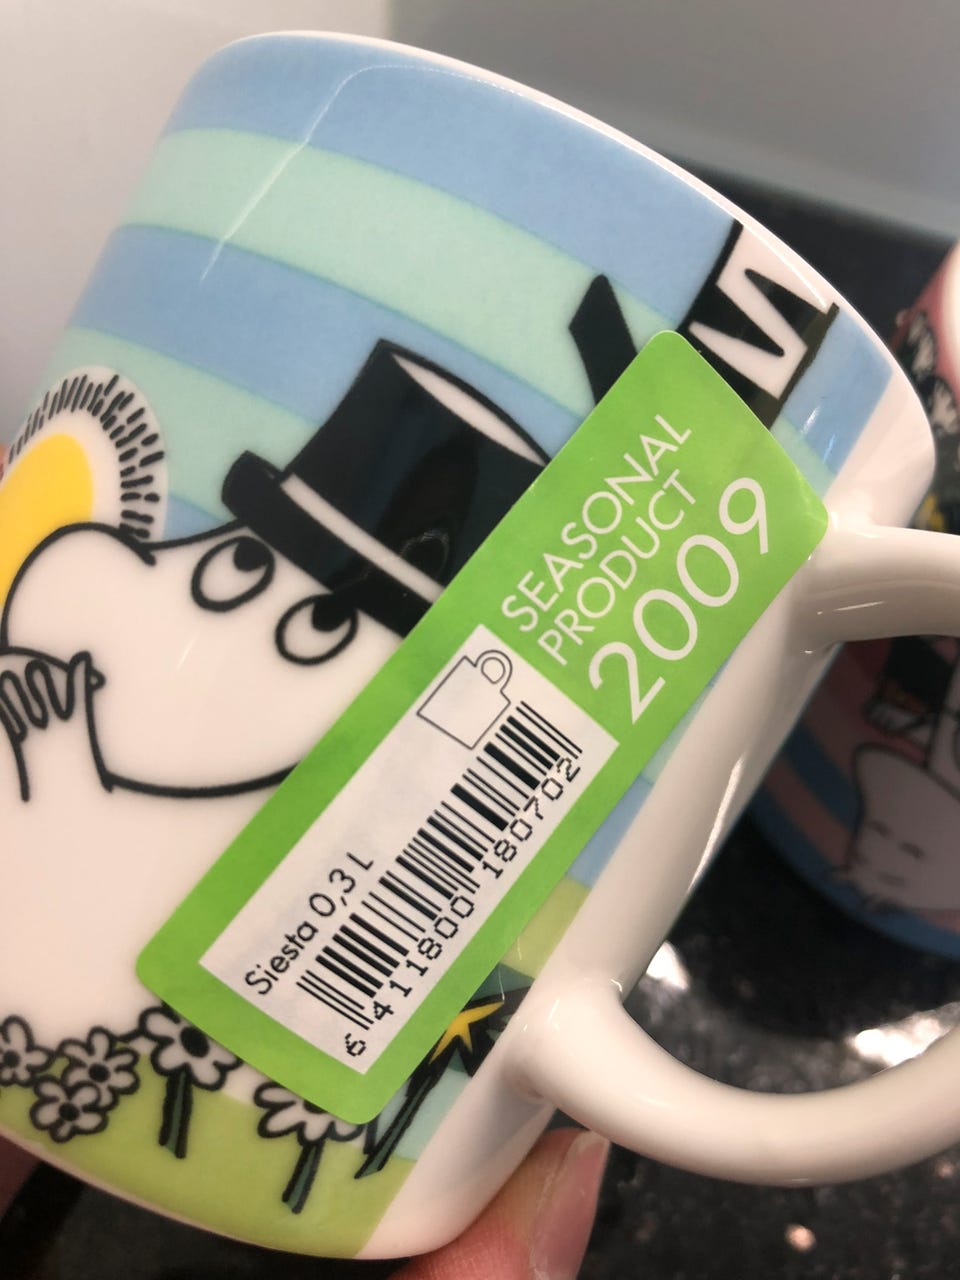 SEASONAL
PRODUCT
2009
Siesta 0,3 L
6 411800 180702